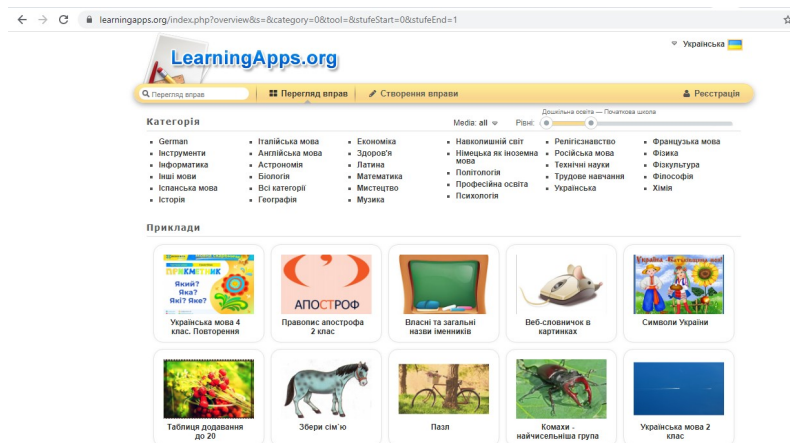 learningapps.org/index.php?overview&s=&category=0&tool=&stufeStart=0&stufeEnd=1
LearningApps.org
Українська
Перегляд вправ
Перегляд вправ
Створення вправи
Реєстрація
Категорія
Media: all
Рівні:
Дошкільна освіта — Початкова школа
German
Інструменти
Інформатика
Інші мови
Іспанська мова
Історія
Італійська мова
Англійська мова
Астрономія
Біологія
Всі категорії
Географія
Економіка
Здоров'я
Латина
Математика
Мистецтво
Музика
Навколишній світ
Німецька як іноземна
мова
Політологія
Професійна освіта
Психологія
Релігієзнавство
Російська мова
Технічні науки
Трудове навчання
Українська
Французька мова
Фізика
Фізкультура
Філософія
Хімія
Приклади
ПРИКМЕТНИК
Який?
Яка?
Які? Яке?
Українська мова 4
клас. Повторення
АПОСТРОФ
Правопис апострофа
2 клас
Власні та загальні
назви іменників
Веб-словничок в
картинках
Україна
Символи України
Таблиця додавання
до 20
Збери сім'ю
Пазл
Комахи -
найчисельніша група
Українська мова 2
клас